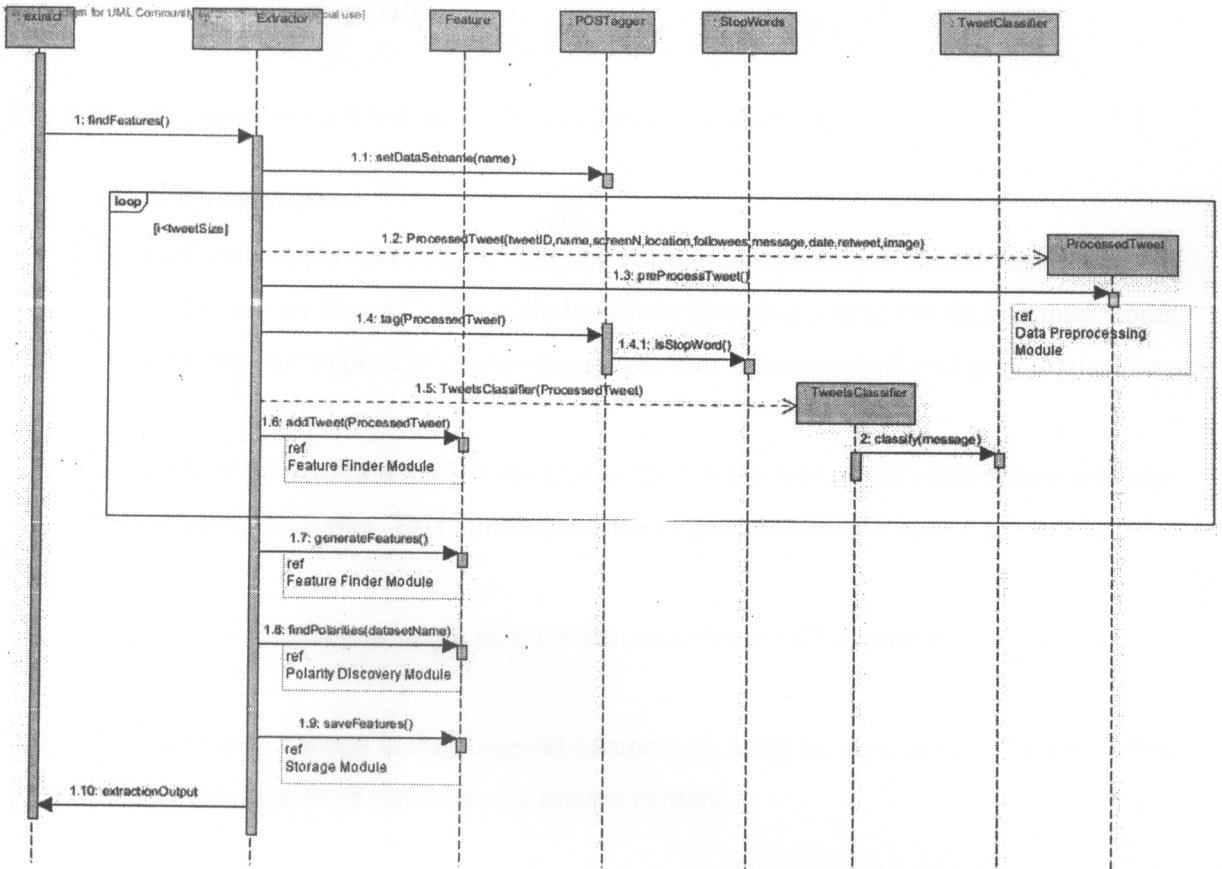 for UML Community
extract
Extractor
: Feature
: POSTagger
: StopWords
: TweetClassifier
1: findFeatures()
1.1: setDataSetname(name)
loop
[i<tweetSize]
1.2: ProcessedTweet(tweetID,name,screenN,location,followees,message,date,retweet,image)
ProcessedTweet
1.3: preProcessTweet()
ref
Data Preprocessing
Module
1.4: tag(ProcessedTweet)
1.4.1: isStopWord()
1.5: TweetsClassifier(ProcessedTweet)
TweetsClassifier
1.6: addTweet(ProcessedTweet)
ref
Feature Finder Module
2: classify(message)
1.7: generateFeatures()
ref
Feature Finder Module
1.8: findPolarities(datasetName)
ref
Polarity Discovery Module
1.9: saveFeatures()
ref
Storage Module
1.10: extractionOutput